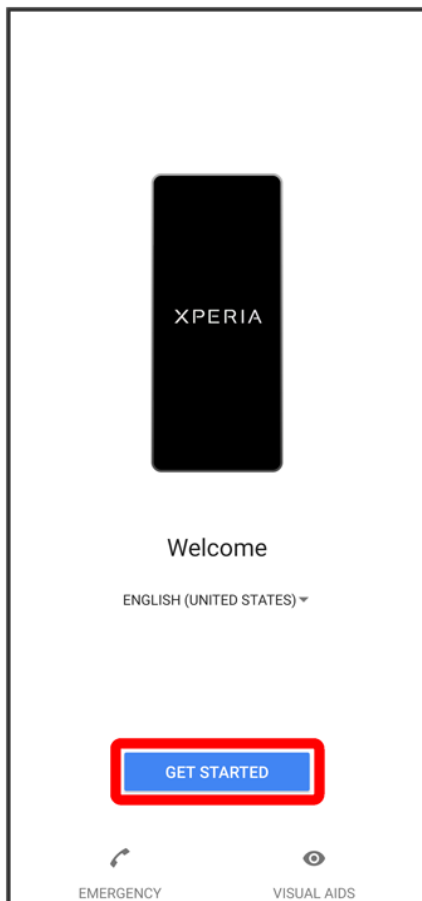 XPERIA
Welcome
ENGLISH (UNITED STATES)
GET STARTED
EMERGENCY
VISUAL AIDS